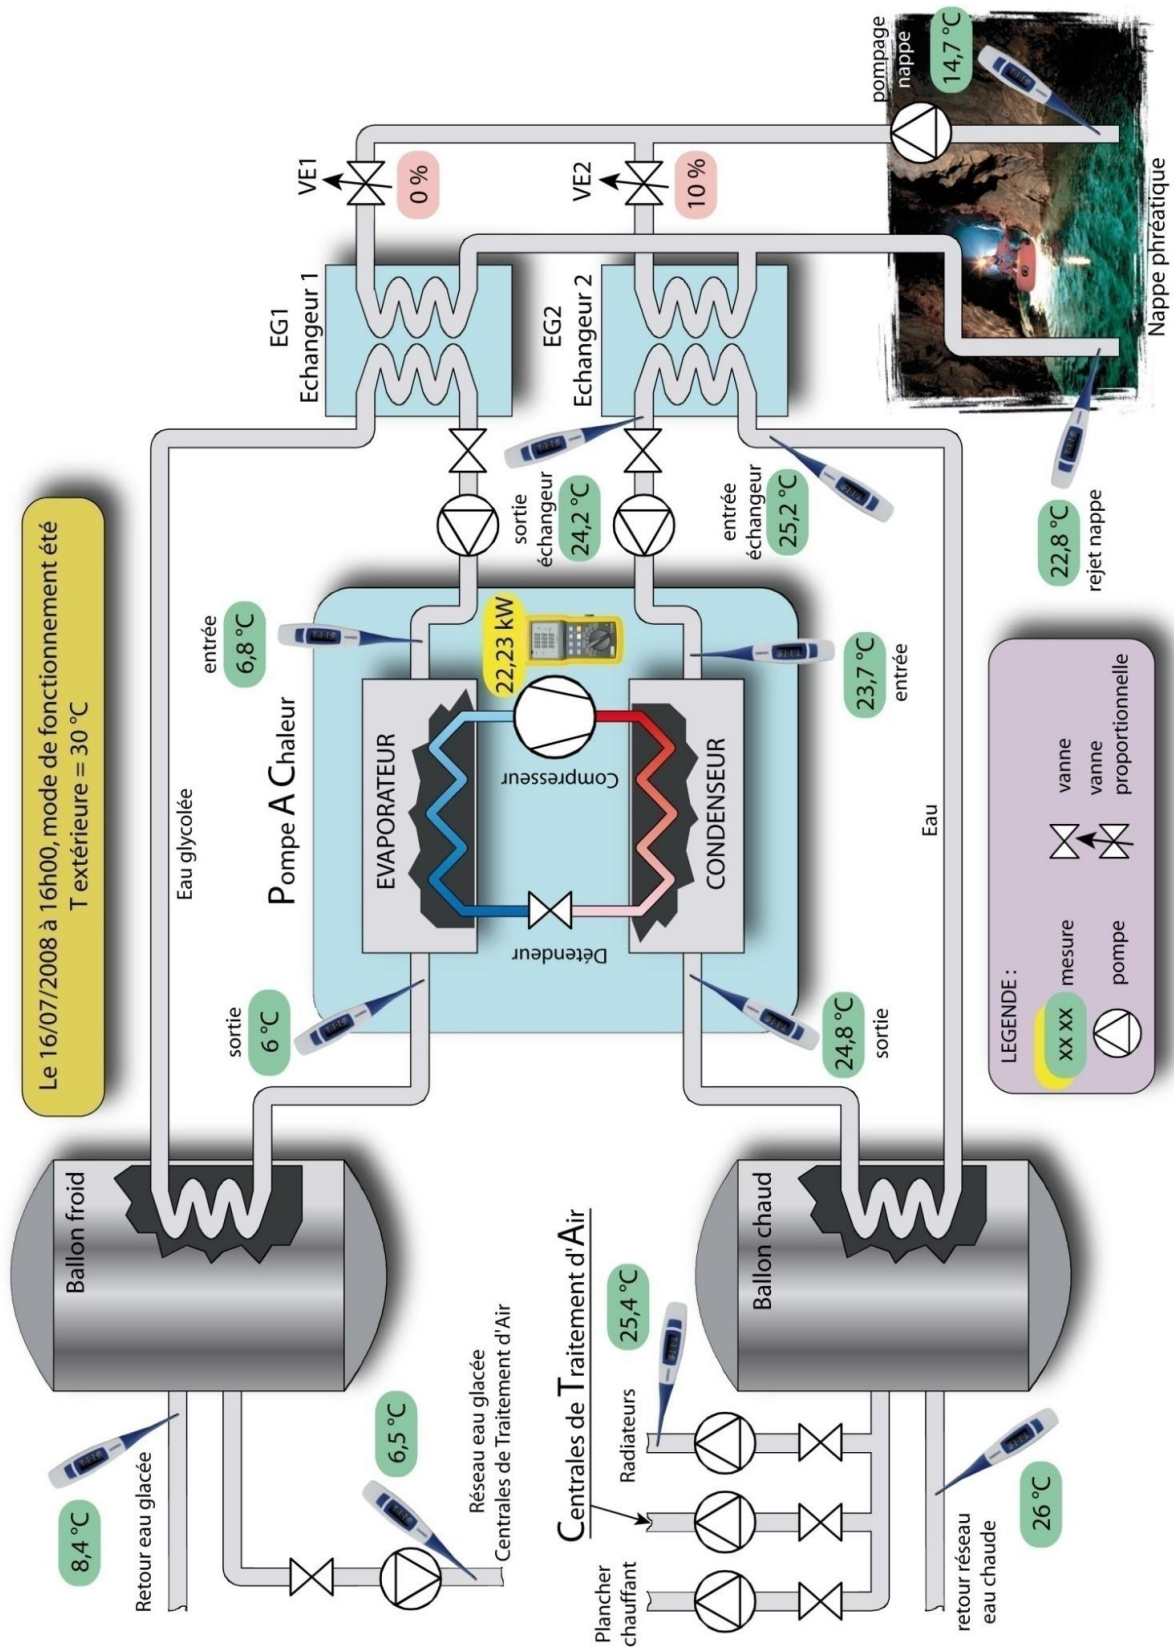 Le 16/07/2008 à 16h00, mode de fonctionnement été
T extérieure = 30 °C
Ballon froid
8,4 °C
Retour eau glacée
6,5 °C
Réseau eau glacée
Centrales de Traitement d'Air
Eau glycolée
sortie
6 °C
Pompe A Chaleur
entrée
6,8 °C
EVAPORATEUR
22,23 kW
Compresseur
Détendeur
CONDENSEUR
24,8 °C
sortie
23,7 °C
entrée
EG1
Echangeur 1
VE1
0 %
EG2
Echangeur 2
VE2
10 %
sortie
échangeur
24,2 °C
entrée
échangeur
25,2 °C
pompage
nappe
14,7 °C
22,8 °C
rejet nappe
Nappe phréatique
Eau
Ballon chaud
Centrales de Traitement d'Air
25,4 °C
Radiateurs
Plancher
chauffant
retour réseau
eau chaude
26 °C
LEGENDE :
XX XX
mesure
pompe
vanne
vanne
proportionnelle